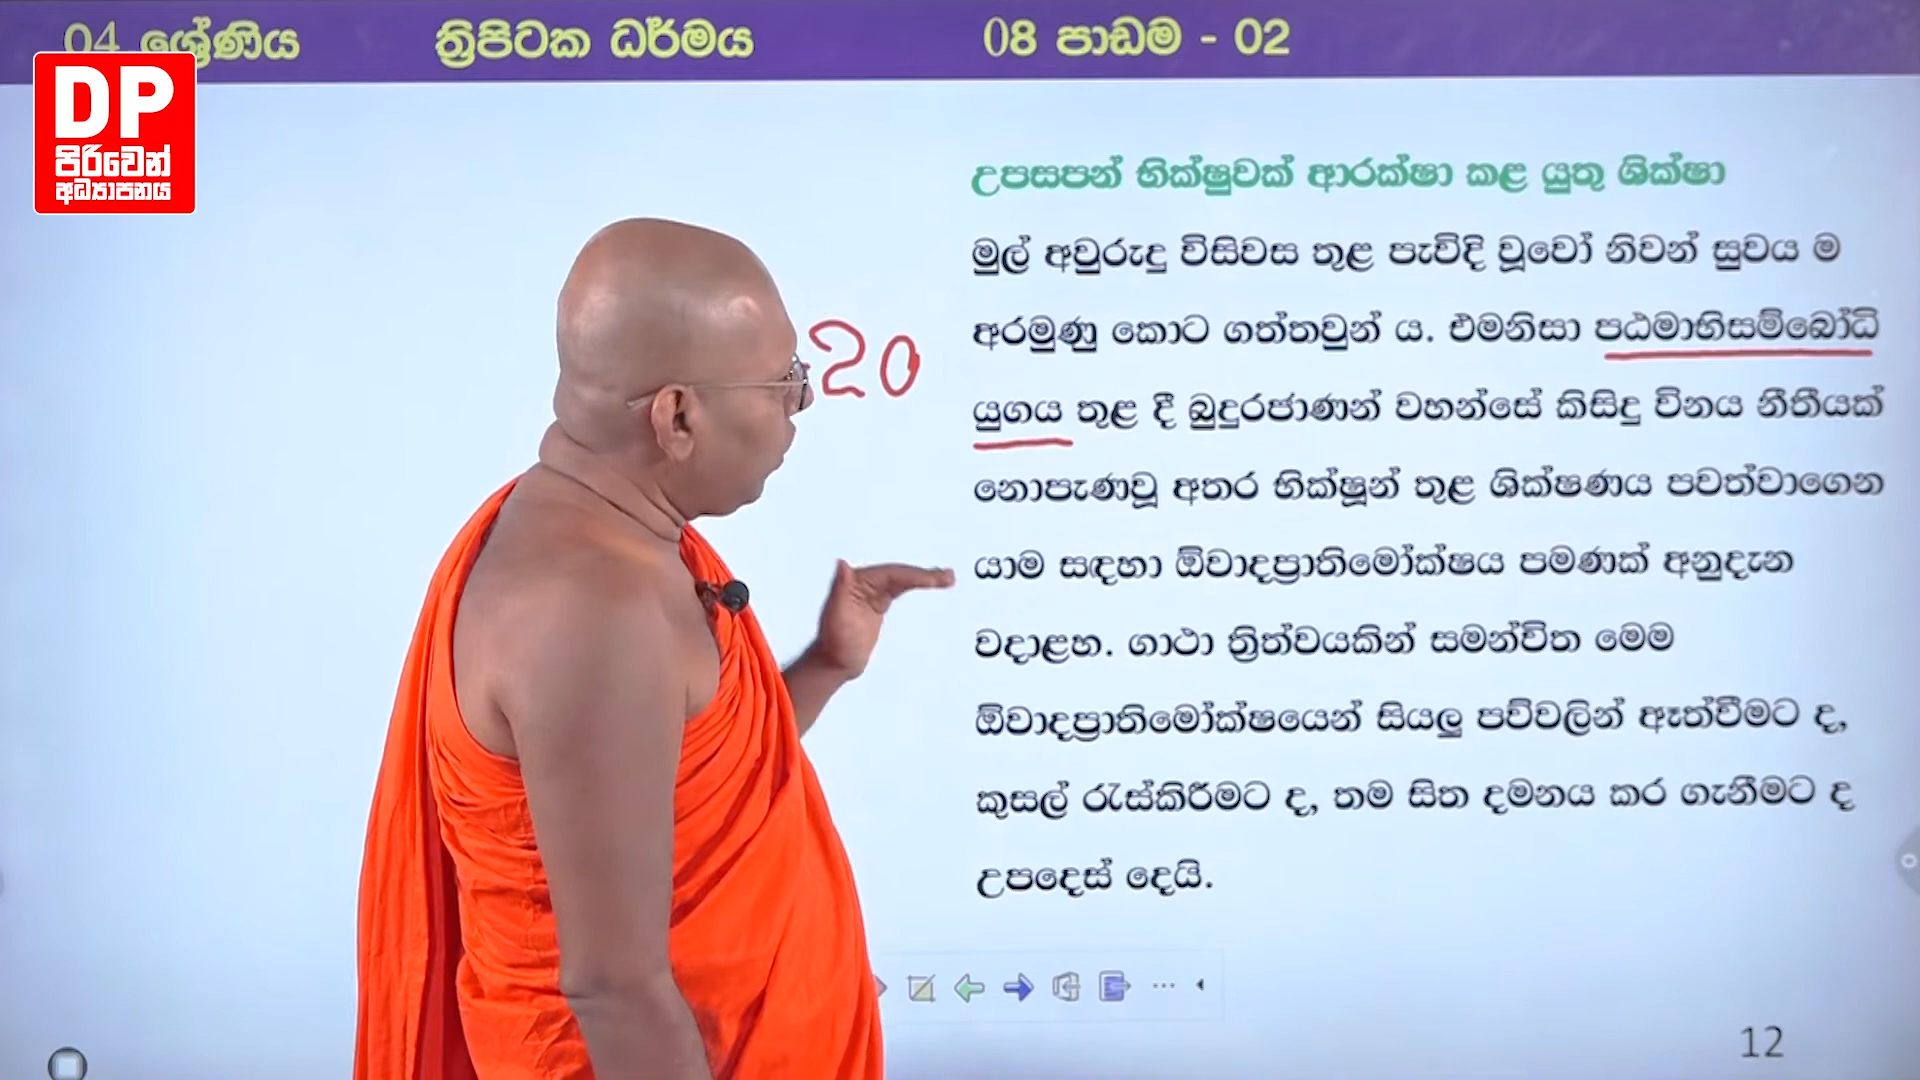 04 ශ්‍රේණිය ත්‍රිපිටක ධර්මය 08 පාඩම - 02
DP
පිරිවෙන්
අධ්‍යාපනය
උපසපන් භික්ෂුවක් ආරක්ෂා කළ යුතු ශික්ෂා
මුල් අවුරුදු විසිවස තුළ පැවිදි වූවෝ නිවන් සුවය ම
අරමුණු කොට ගත්තවුන් ය. එමනිසා පඨමාභිසම්බෝධි
20
යුගය තුළ දී බුදුරජාණන් වහන්සේ කිසිදු විනය නීතියක්
නොපැණවූ අතර භික්ෂූන් තුළ ශික්ෂණය පවත්වාගෙන
යාම සඳහා ඕවාදප්‍රාතිමෝක්ෂය පමණක් අනුදැන
වදාළහ. ගාථා ත්‍රිත්වයකින් සමන්විත මෙම
ඕවාදප්‍රාතිමෝක්ෂයෙන් සියලු පව්වලින් ඈත්වීමට ද,
කුසල් රැස්කිරීමට ද, තම සිත දමනය කර ගැනීමට ද
උපදෙස් දෙයි.
12